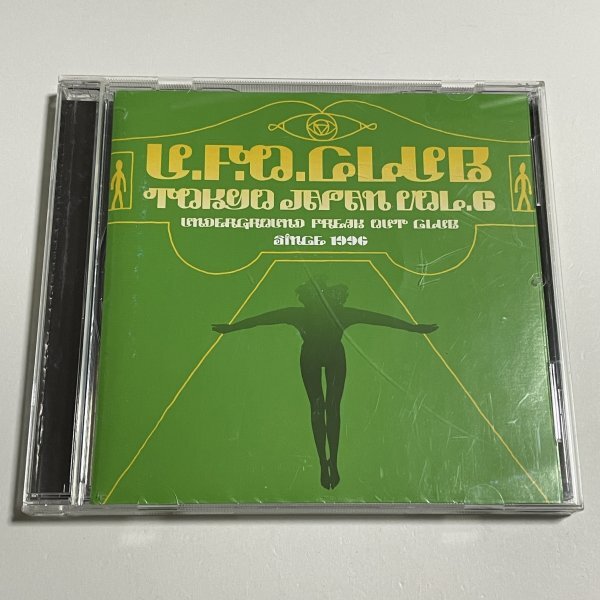 U.F.O.CLUB
TOKYO JAPAN VOL.6
UNDERGROUND FREAK OUT CLUB
SINCE 1996